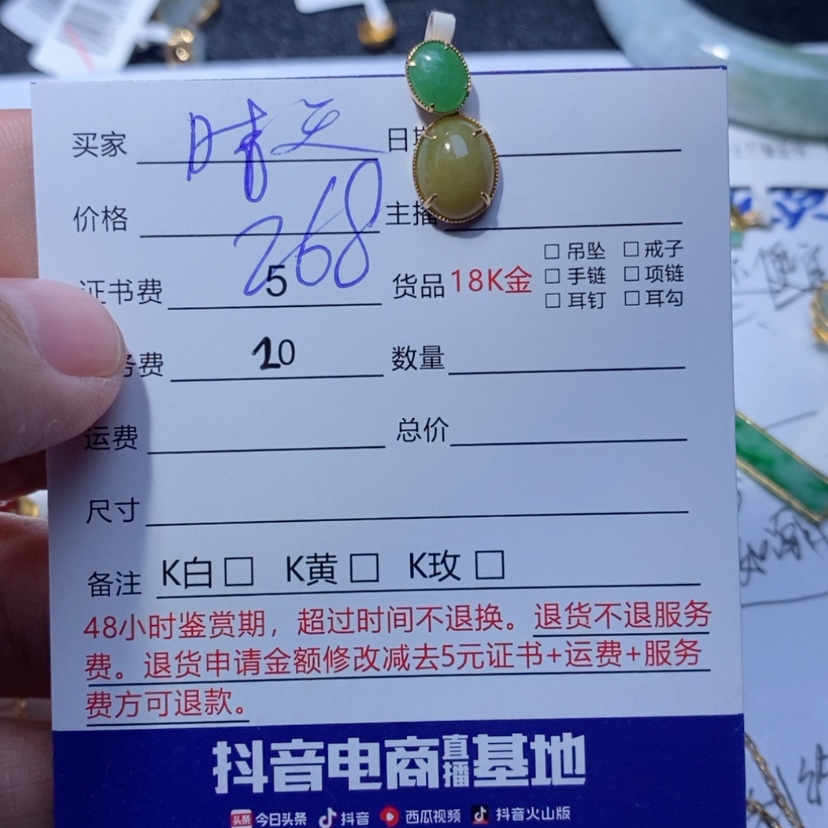 买家 晴天 日期
价格 268 主播
证书费 5 货品 18K金 □ 吊坠 □ 戒子
□ 手链 □ 项链
□ 耳钉 □ 耳勾
务费 10 数量
运费 总价
尺寸
备注 K白 □ K黄 □ K玫 □
48小时鉴赏期，超过时间不退换。退货不退服务
费。退货申请金额修改减去5元证书+运费+服务
费方可退款。
抖音电商直播基地
头条 今日头条 抖音 西瓜视频 抖音火山版